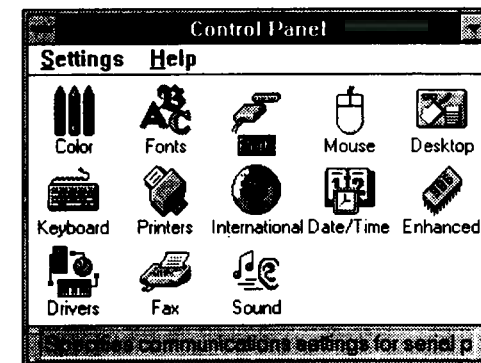 Control Panel
Settings Help
Color Fonts Mouse Desktop
Keyboard Printers International Date/Time Enhanced
Drivers Fax Sound
Specifies communications settings for serial p